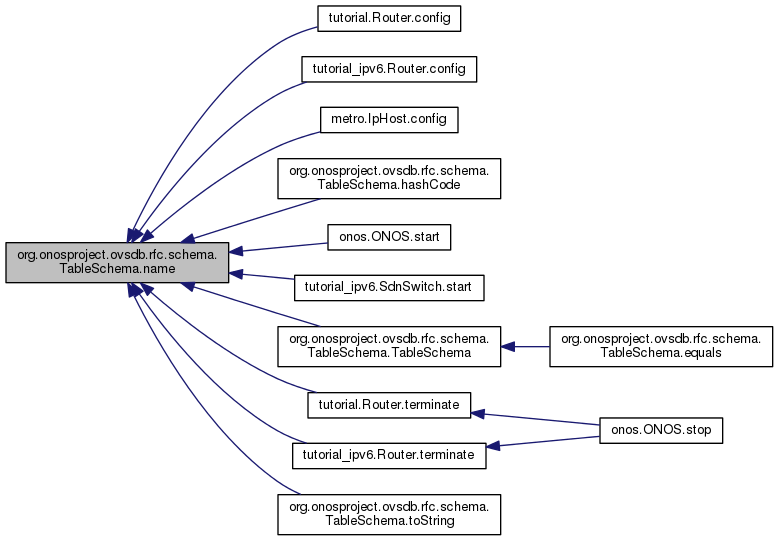 tutorial.Router.config
tutorial_ipv6.Router.config
metro.IpHost.config
org.onosproject.ovsdb.rfc.schema.
TableSchema.hashCode
onos.ONOS.start
org.onosproject.ovsdb.rfc.schema.
TableSchema.name
tutorial_ipv6.SdnSwitch.start
org.onosproject.ovsdb.rfc.schema.
TableSchema.TableSchema
org.onosproject.ovsdb.rfc.schema.
TableSchema.equals
tutorial.Router.terminate
onos.ONOS.stop
tutorial_ipv6.Router.terminate
org.onosproject.ovsdb.rfc.schema.
TableSchema.toString